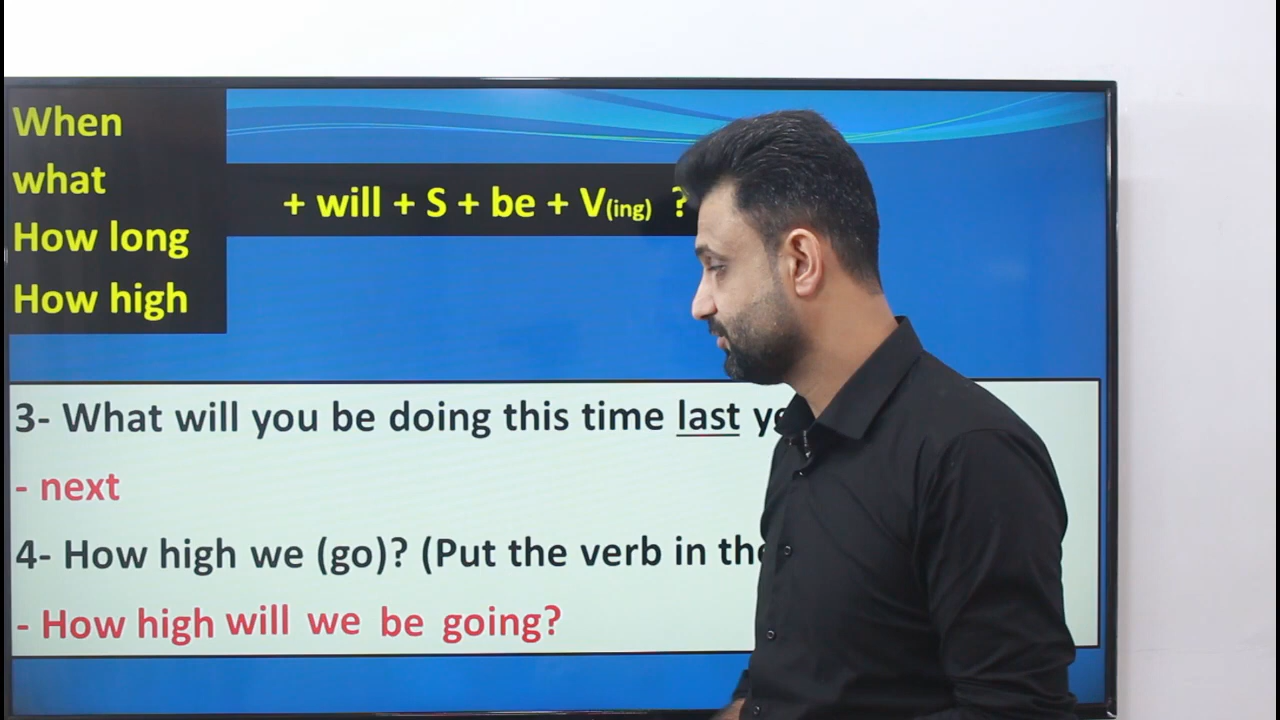 When
what
How long
How high
+ will + S + be + V(ing) ?
3- What will you be doing this time last
- next
4- How high we (go)? (Put the verb in the
- How high will we be going?